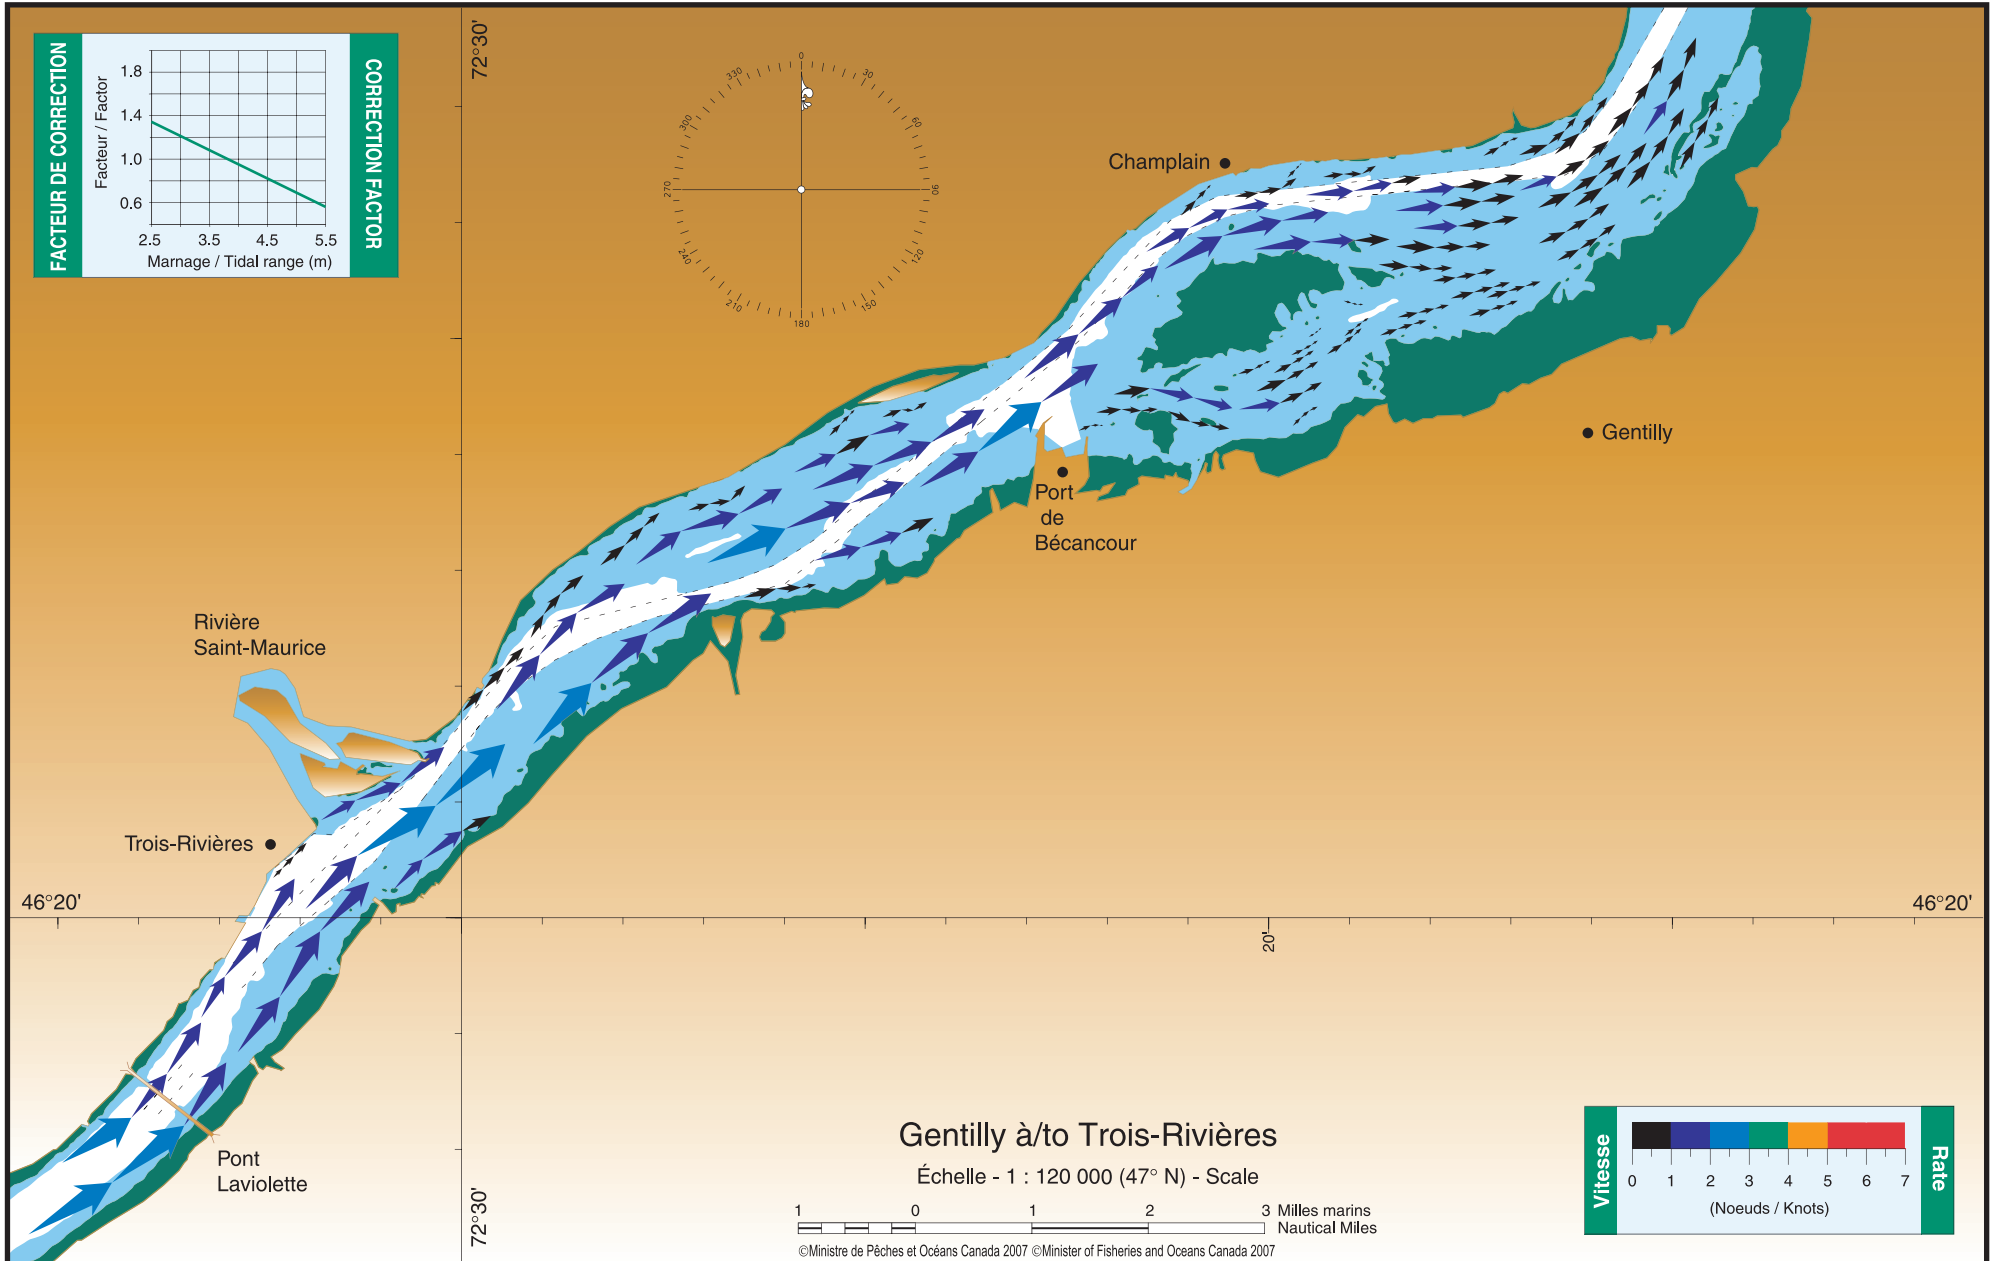 FACTEUR DE CORRECTION
Facteur / Factor
1.8
1.4
1.0
0.6
2.5 3.5 4.5 5.5
Marnage / Tidal range (m)
CORRECTION FACTOR
72°30'
0
30
60
90
120
150
180
210
240
270
300
330
Champlain
Gentilly
Port
de
Bécancour
Rivière
Saint-Maurice
Trois-Rivières
46°20'
46°20'
20'
Pont
Laviolette
72°30'
Gentilly à/to Trois-Rivières
Échelle - 1 : 120 000 (47° N) - Scale
1 0 1 2 3 Milles marins
Nautical Miles
©Ministre de Pêches et Océans Canada 2007 ©Minister of Fisheries and Oceans Canada 2007
Vitesse
0 1 2 3 4 5 6 7
(Noeuds / Knots)
Rate